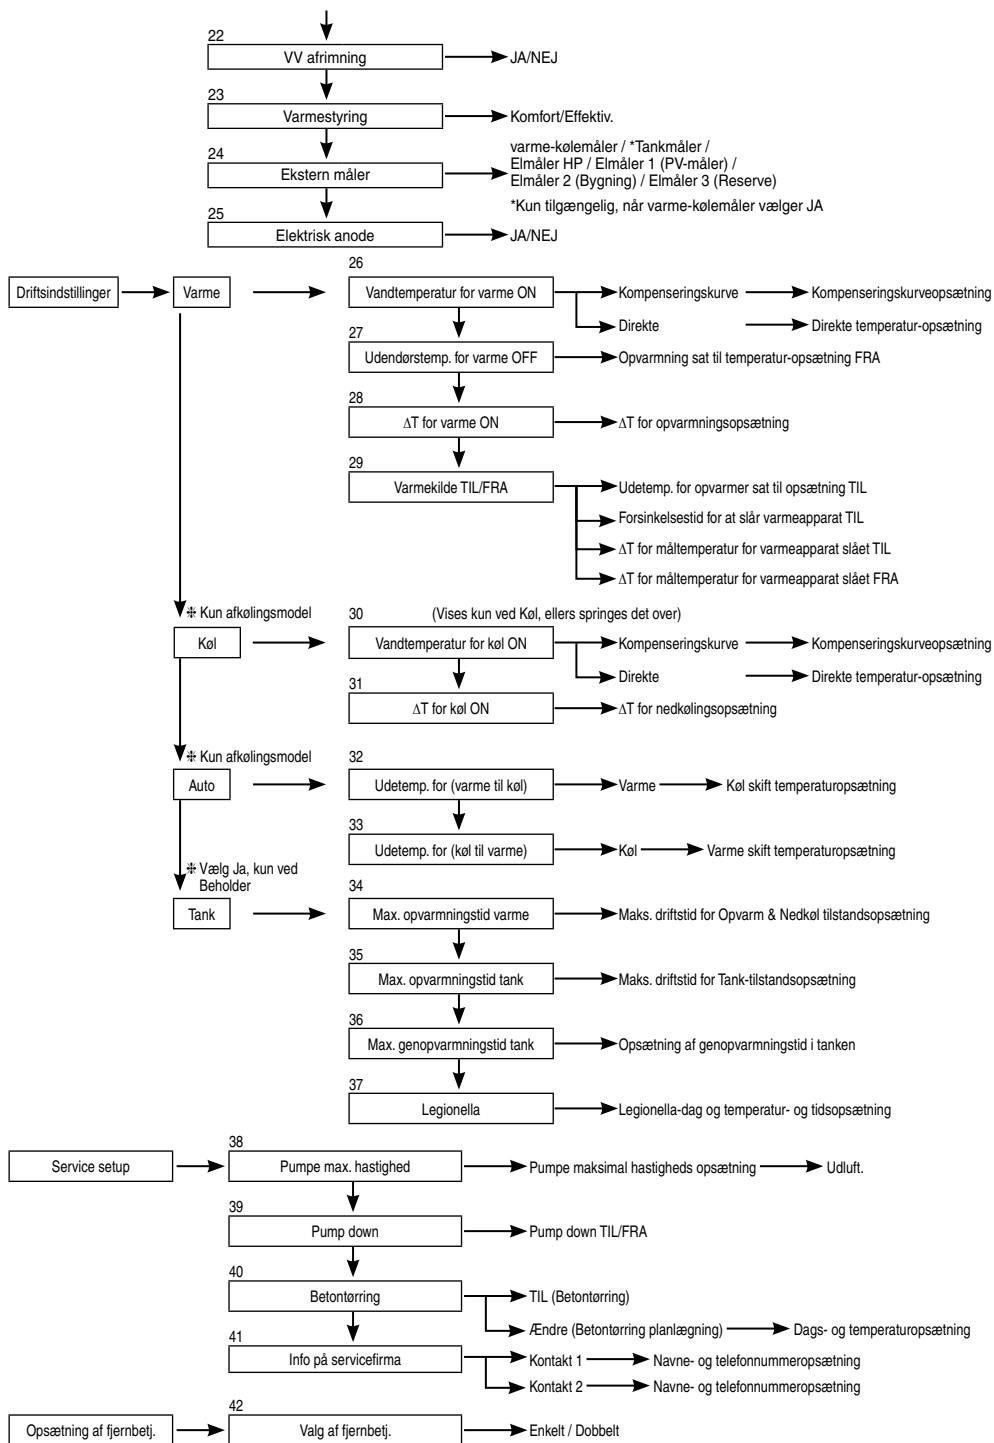 22
VV afrimning
JA/NEJ
23
Varmestyring
Komfort/Effektiv.
24
Ekstern måler
varme-kølemåler / *Tankmåler /
Elmåler HP / Elmåler 1 (PV-måler) /
Elmåler 2 (Bygning) / Elmåler 3 (Reserve)
*Kun tilgængelig, når varme-kølemåler vælger JA
25
Elektrisk anode
JA/NEJ
Driftsindstillinger
Varme
26
Vandtemperatur for varme ON
Kompenseringskurve
Kompenseringskurveopsætning
Direkte
Direkte temperatur-opsætning
27
Udendørstemp. for varme OFF
Opvarmning sat til temperatur-opsætning FRA
28
ΔT for varme ON
ΔT for opvarmningsopsætning
29
Varmekilde TIL/FRA
Udetemp. for opvarmer sat til opsætning TIL
Forsinkelsestid for at slår varmeapparat TIL
ΔT for måltemperatur for varmeapparat slået TIL
ΔT for måltemperatur for varmeapparat slået FRA
❉ Kun afkølingsmodel
Køl
30
(Vises kun ved Køl, ellers springes det over)
Vandtemperatur for køl ON
Kompenseringskurve
Kompenseringskurveopsætning
Direkte
Direkte temperatur-opsætning
31
ΔT for køl ON
ΔT for nedkølingsopsætning
❉ Kun afkølingsmodel
Auto
32
Udetemp. for (varme til køl)
Varme
Køl skift temperaturopsætning
33
Udetemp. for (køl til varme)
Køl
Varme skift temperaturopsætning
❉ Vælg Ja, kun ved
Beholder
Tank
34
Max. opvarmningstid varme
Maks. driftstid for Opvarm & Nedkøl tilstandsopsætning
35
Max. opvarmningstid tank
Maks. driftstid for Tank-tilstandsopsætning
36
Max. genopvarmningstid tank
Opsætning af genopvarmningstid i tanken
37
Legionella
Legionella-dag og temperatur- og tidsopsætning
Service setup
38
Pumpe max. hastighed
Pumpe maksimal hastigheds opsætning
Udluft.
39
Pump down
Pump down TIL/FRA
40
Betontørring
TIL (Betontørring)
Ændre (Betontørring planlægning)
Dags- og temperaturopsætning
41
Info på servicefirma
Kontakt 1
Navne- og telefonnummeropsætning
Kontakt 2
Navne- og telefonnummeropsætning
Opsætning af fjernbetj.
42
Valg af fjernbetj.
Enkelt / Dobbelt